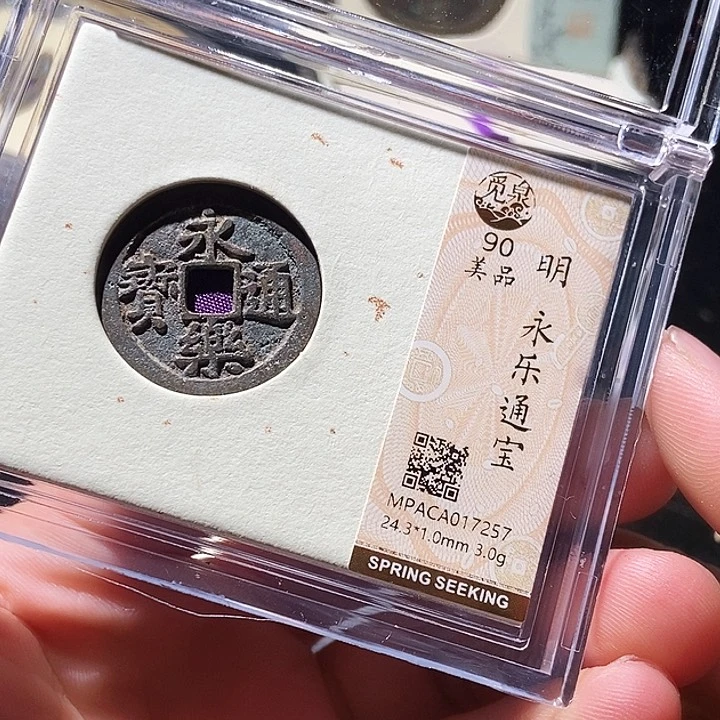 永樂通寶
觅泉
90
美品
明
永乐通宝
MPACA017257
24.3*1.0mm 3.0g
SPRING SEEKING